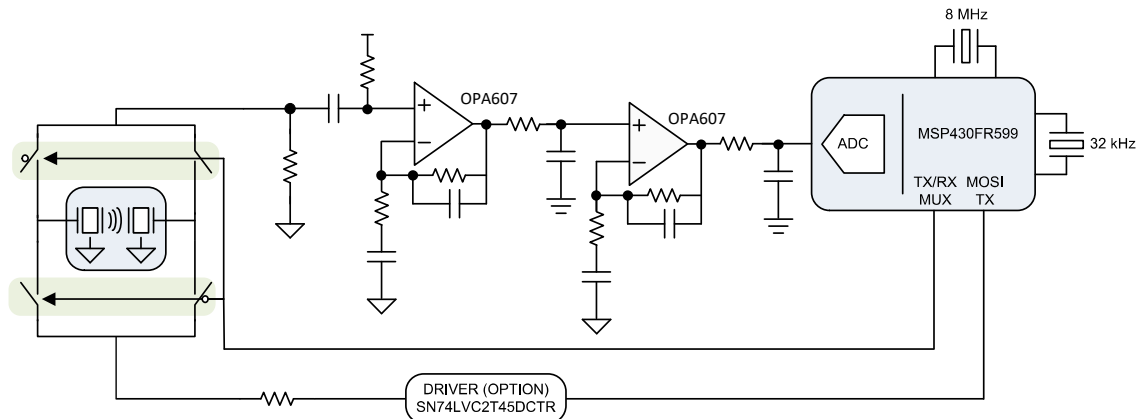 8 MHz
OPA607
OPA607
ADC
MSP430FR599
32 kHz
TX/RX MOSI
MUX TX
DRIVER (OPTION)
SN74LVC2T45DCTR